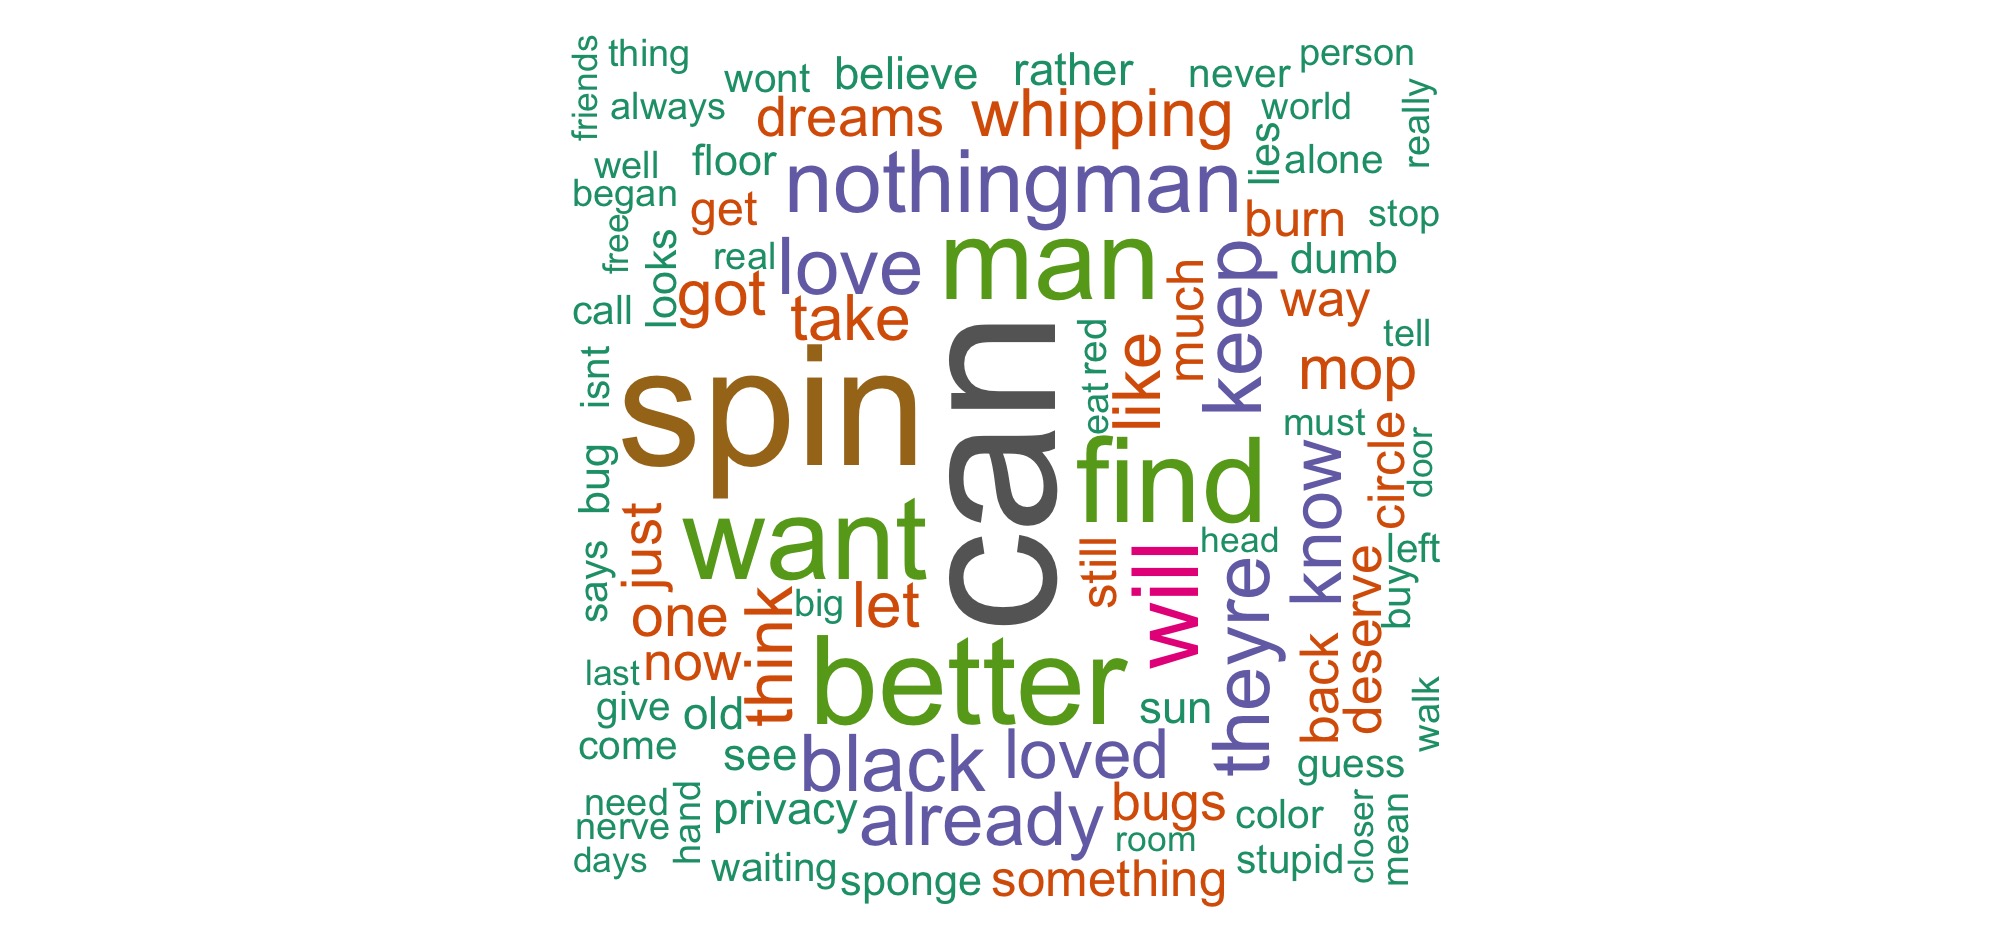 friends
thing
wont
believe
rather
never
person
always
dreams
whipping
world
really
well
floor
nothingman
lies
alone
began
get
burn
stop
free
looks
real
love
man
much
keep
dumb
call
got
take
way
isnt
spin
can
red
eat
like
tell
mop
must
bug
want
find
know
circle
door
says
just
still
will
head
theyre
left
buy
one
think
big
let
back
deserve
last
now
better
sun
walk
give
old
come
see
black
loved
guess
need
hand
privacy
already
bugs
color
closer
mean
nerve
room
days
waiting
sponge
something
stupid